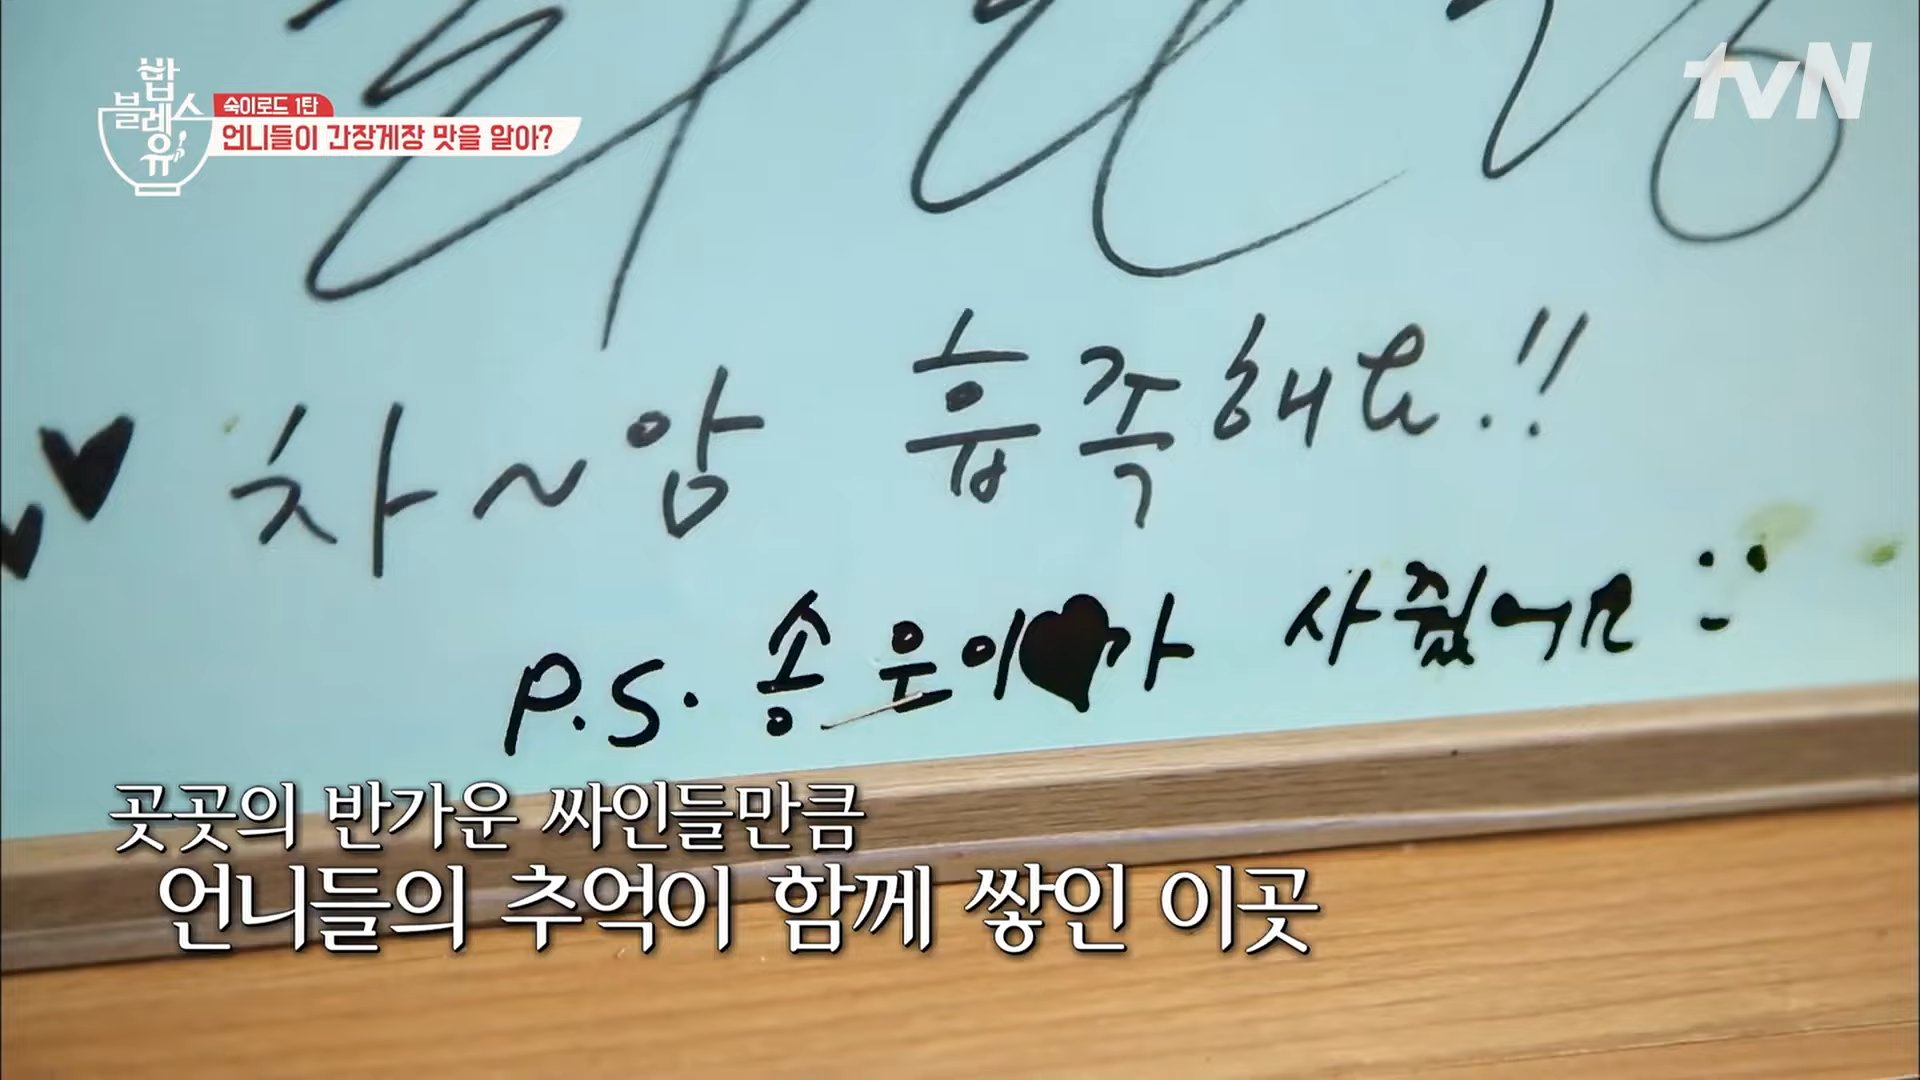 밥블레스유
숙이로드 1탄
언니들이 간장게장 맛을 알아?
tvN
차~암 흡족해요.!!
P.S. 송은이♥가 사줬어요
곳곳의 반가운 싸인들만큼
언니들의 추억이 함께 쌓인 이곳